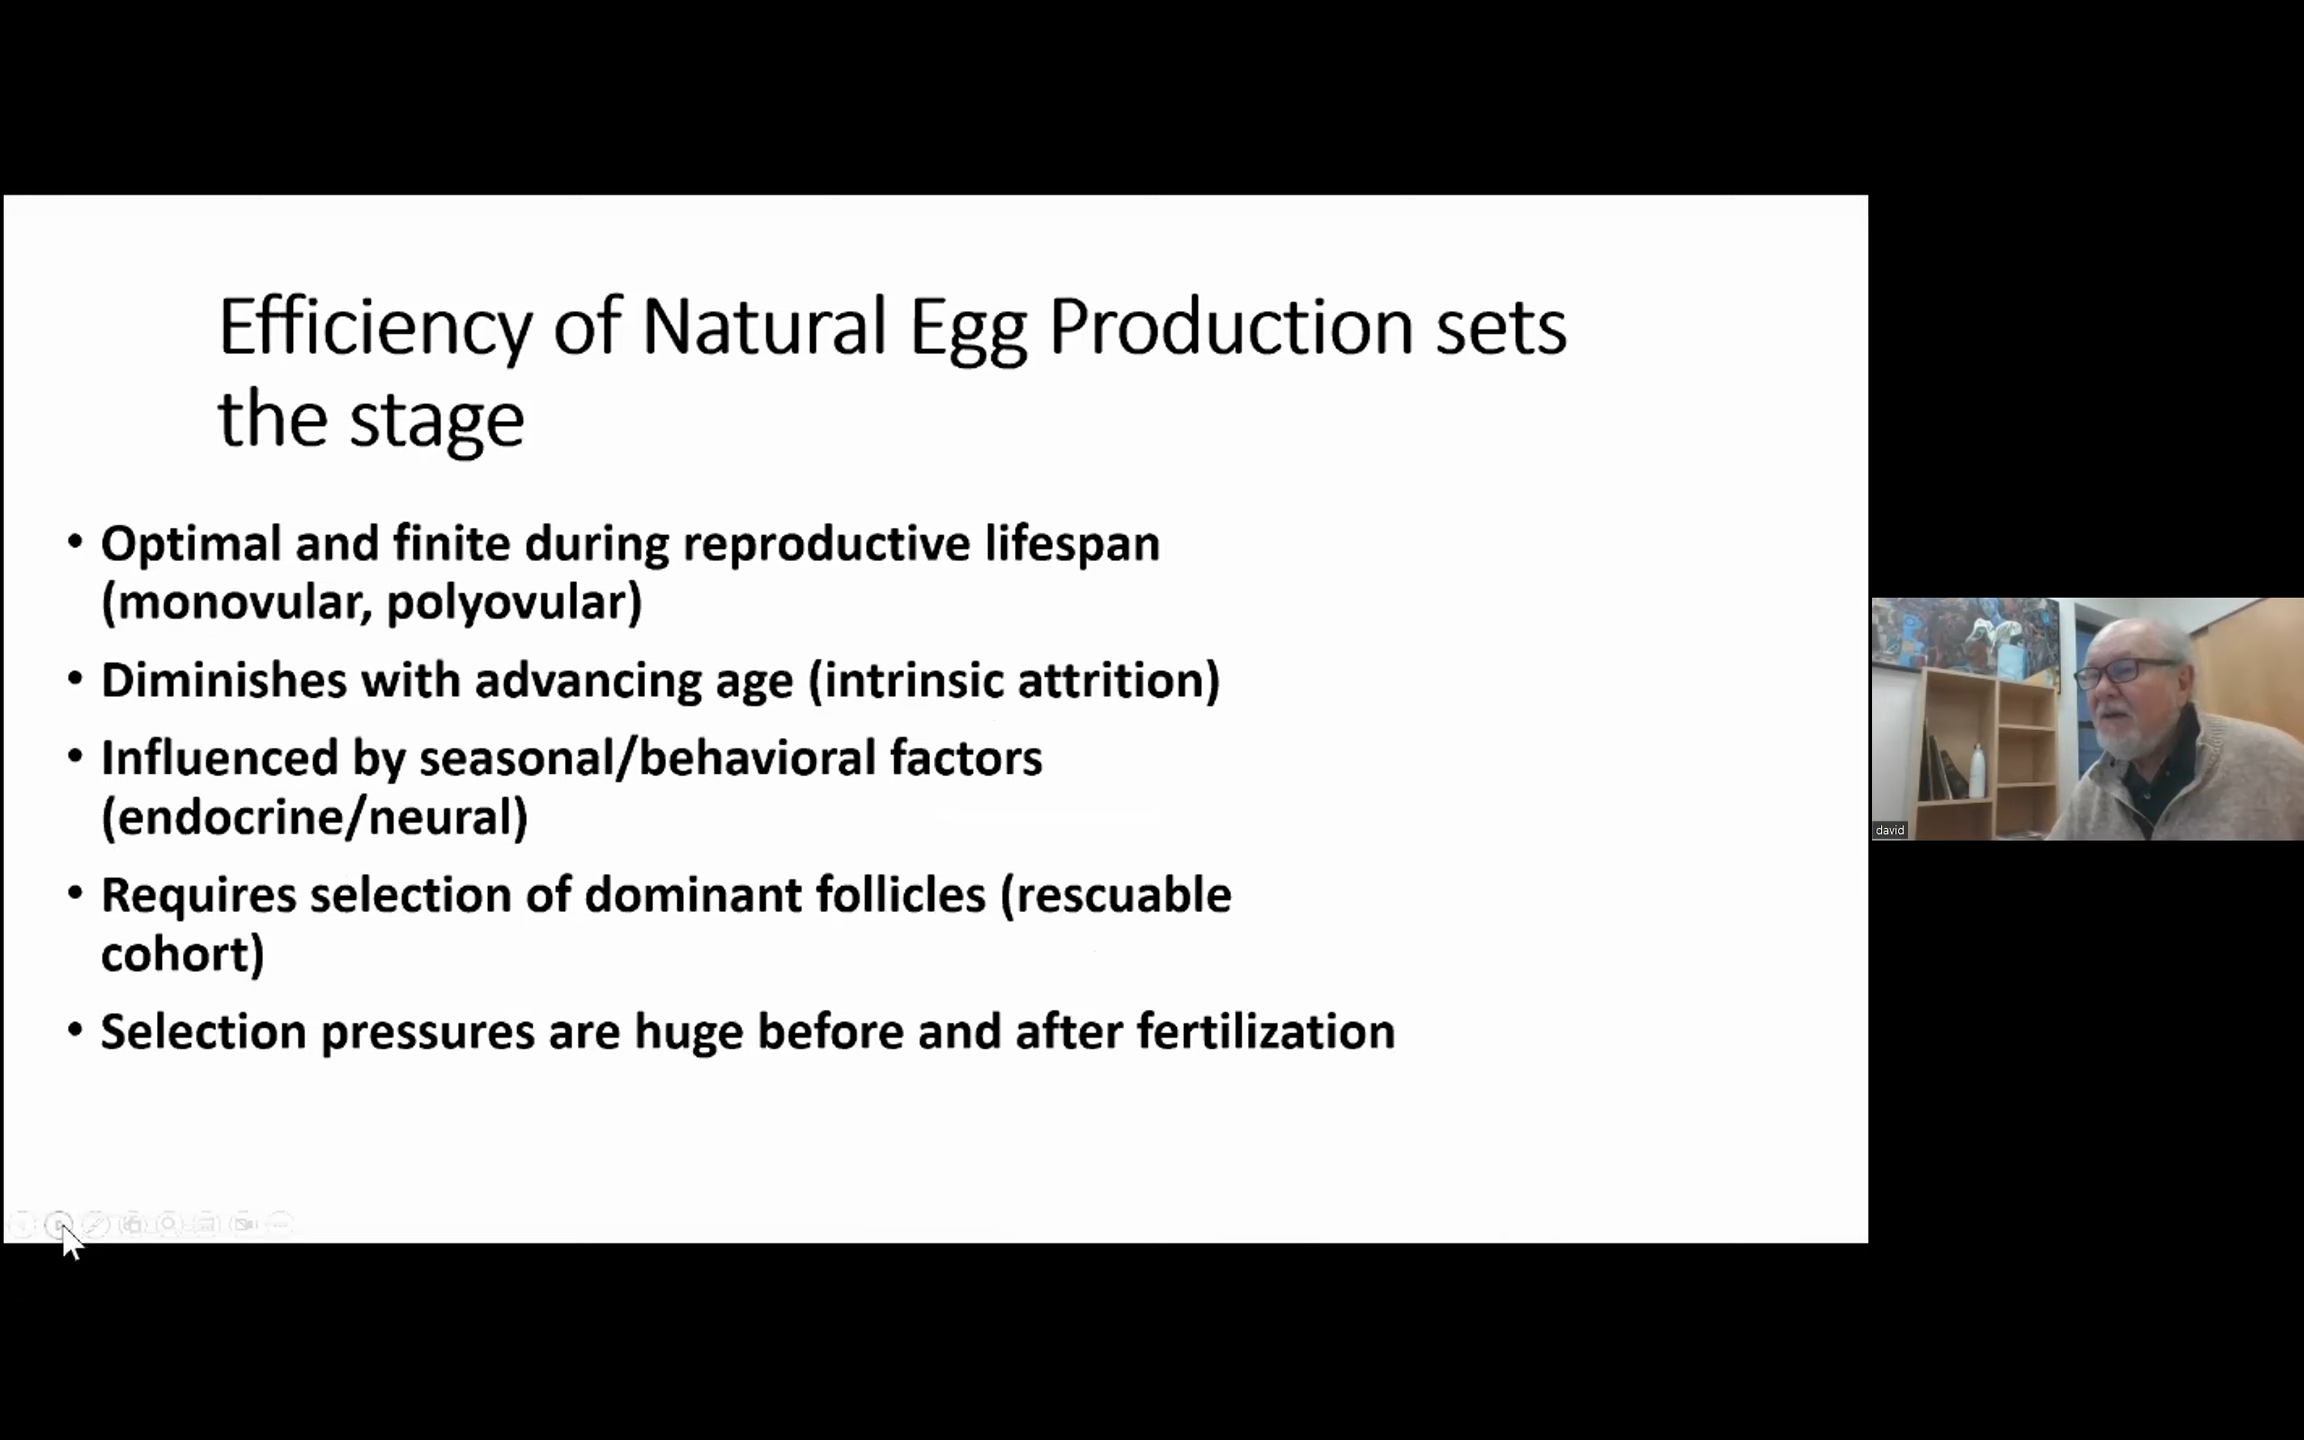 Efficiency of Natural Egg Production sets
the stage
• Optimal and finite during reproductive lifespan
(monovular, polyovular)
• Diminishes with advancing age (intrinsic attrition)
• Influenced by seasonal/behavioral factors
(endocrine/neural)
• Requires selection of dominant follicles (rescuable
cohort)
• Selection pressures are huge before and after fertilization
david